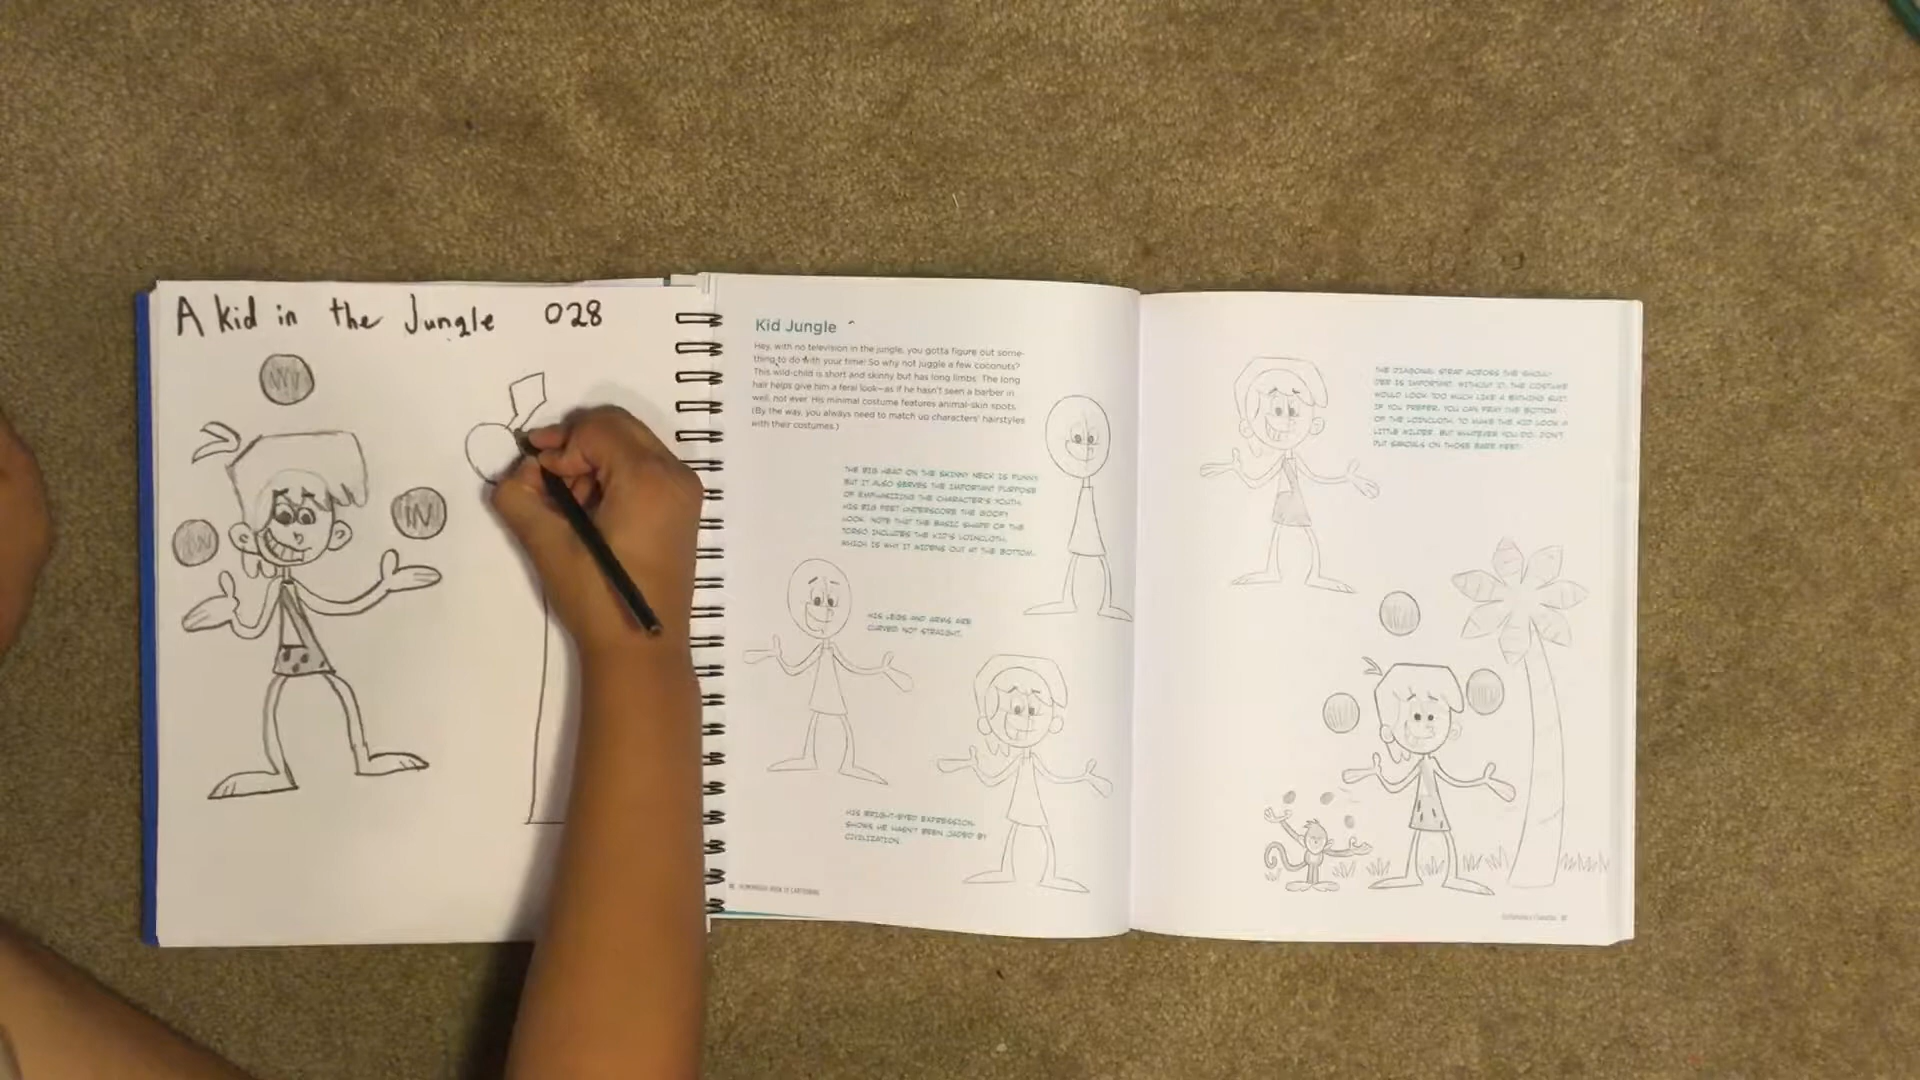 A kid in the Jungle 028
Kid Jungle
Hey, with no television in the jungle, you gotta figure out some-
thing to do with your time! So why not juggle a few coconuts?
This wild-child is short and skinny but has long limbs. The long
hair helps give him a feral look—as if he hasn't seen a barber in
well, not ever. His minimal costume features animal-skin spots.
(By the way, you always need to match up characters' hairstyles
with their costumes.)
THE BIG HEAD ON THE SKINNY NECK IS FUNNY
BUT IT ALSO SERVES THE IMPORTANT PURPOSE
OF EMPHASIZING THE CHARACTER'S YOUTH.
HIS BIG FEET UNDERSCORE THE GOOFY
LOOK. NOTE THAT THE BASIC SHAPE OF THE
TORSO INCLUDES THE KID'S LOINCLOTH,
WHICH IS WHY IT WIDENS OUT AT THE BOTTOM.
HIS LEGS AND ARMS ARE
CURVED NOT STRAIGHT.
HIS BRIGHT-EYED EXPRESSION
SHOWS HE HASN'T BEEN JADED BY
CIVILIZATION.
THE DIAGONAL STRAP ACROSS THE SHOUL-
DER IS IMPORTANT. WITHOUT IT, THE COSTUME
WOULD LOOK TOO MUCH LIKE A BATHING SUIT.
IF YOU PREFER, YOU CAN FRAY THE BOTTOM
OF THE LOINCLOTH, TO MAKE THE KID LOOK A
LITTLE WILDER. BUT WHATEVER YOU DO, DON'T
PUT SANDALS ON THOSE BARE FEET!